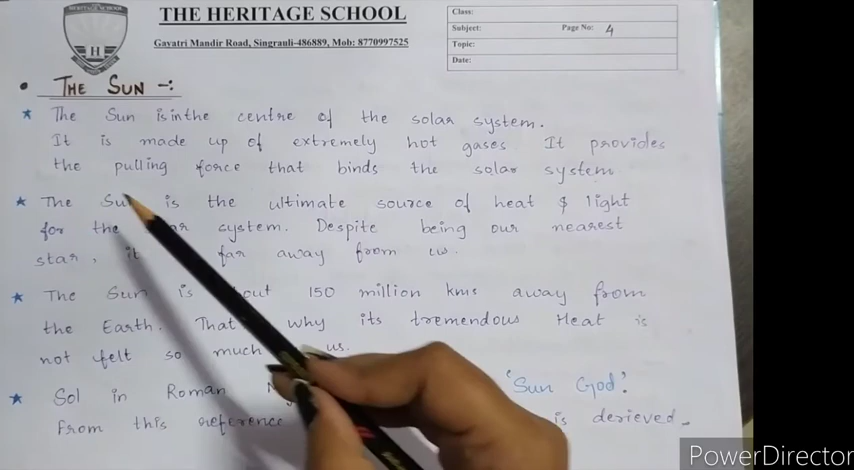 THE HERITAGE SCHOOL
Gayatri Mandir Road, Singrauli-486889, Mob: 8770997525
HERITAGE SCHOOL
H
Class:
Subject: Page No: 4
Topic:
Date:
• THE SUN -:
★ The Sun is in the centre of the solar system.
It is made up of extremely hot gases It provides
the pulling force that binds the solar system
★ The Sun is the ultimate source of heat & light
for the system. Despite being our nearest
star, it far away from us.
★ The Sun is 150 million kms away from
the Earth. That why its tremendous Heat is
not felt so much us.
★ Sol in Roman 'Sun God'.
From this reference is derieved.
PowerDirector